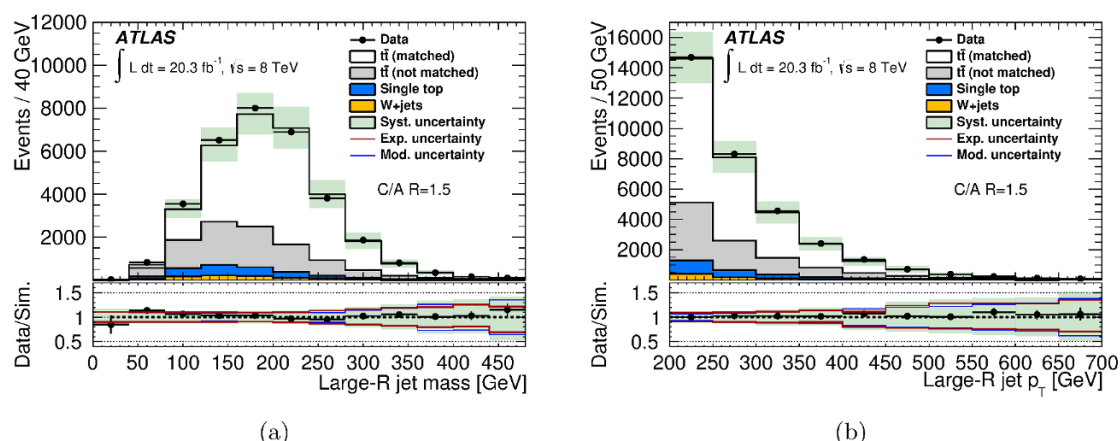 ATLAS
∫ L dt = 20.3 fb⁻¹, √s = 8 TeV
Data
tt̄ (matched)
tt̄ (not matched)
Single top
W+jets
Syst. uncertainty
Exp. uncertainty
Mod. uncertainty
C/A R=1.5
Events / 40 GeV
12000
10000
8000
6000
4000
2000
Data/Sim.
1.5
1
0.5
0 50 100 150 200 250 300 350 400 450
Large-R jet mass [GeV]
(a)
ATLAS
∫ L dt = 20.3 fb⁻¹, √s = 8 TeV
Data
tt̄ (matched)
tt̄ (not matched)
Single top
W+jets
Syst. uncertainty
Exp. uncertainty
Mod. uncertainty
C/A R=1.5
Events / 50 GeV
16000
14000
12000
10000
8000
6000
4000
2000
Data/Sim.
1.5
1
0.5
200 250 300 350 400 450 500 550 600 650 700
Large-R jet p_T [GeV]
(b)